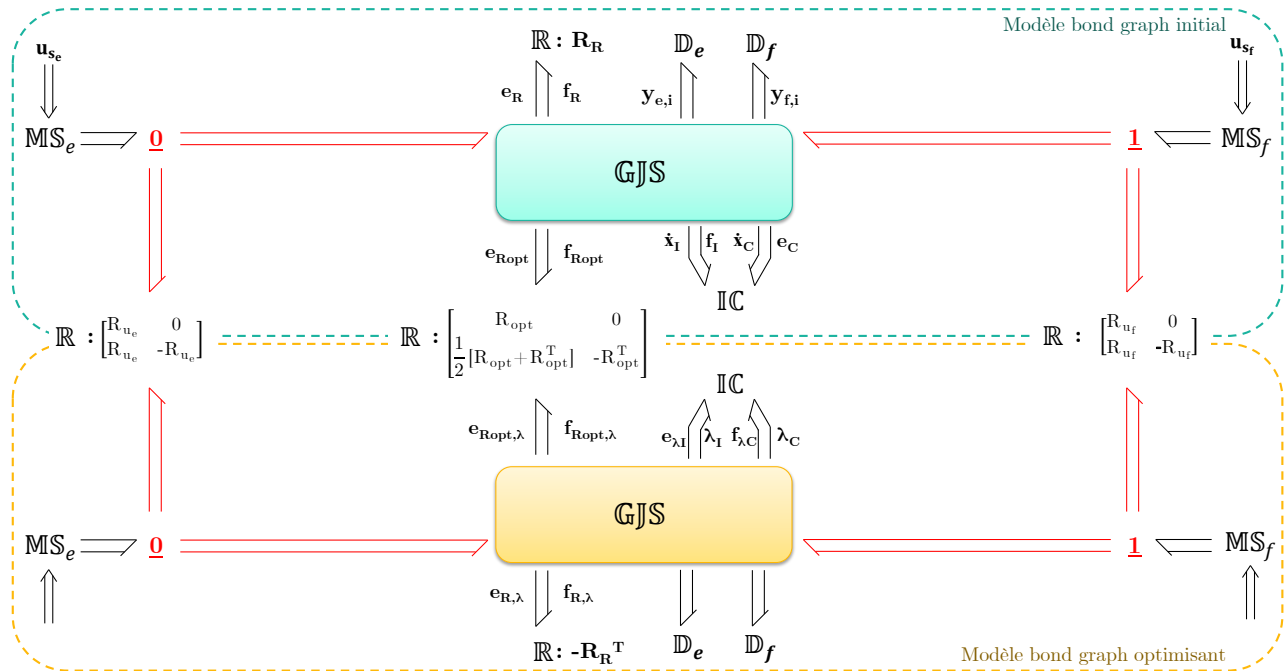 Modèle bond graph initial
u_{s_e} ℝ : R_R 𝔻_e 𝔻_f u_{s_f}
e_R f_R y_{e,i} y_{f,i}
𝕄𝕊_e 0 1 𝕄𝕊_f
𝔾𝕁𝕊
e_{Ropt} f_{Ropt} ẋ_I f_I ẋ_C e_C
𝕀ℂ
ℝ : [R_{u_e} 0; R_{u_e} -R_{u_e}] ℝ : [R_{opt} 0; 1/2 [R_{opt}+R_{opt}^T] -R_{opt}^T] ℝ : [R_{u_f} 0; R_{u_f} -R_{u_f}]
𝕀ℂ
e_{Ropt,λ} f_{Ropt,λ} e_{λI} λ_I f_{λC} λ_C
𝔾𝕁𝕊
𝕄𝕊_e 0 1 𝕄𝕊_f
e_{R,λ} f_{R,λ}
ℝ : -R_R^T 𝔻_e 𝔻_f
Modèle bond graph optimisant